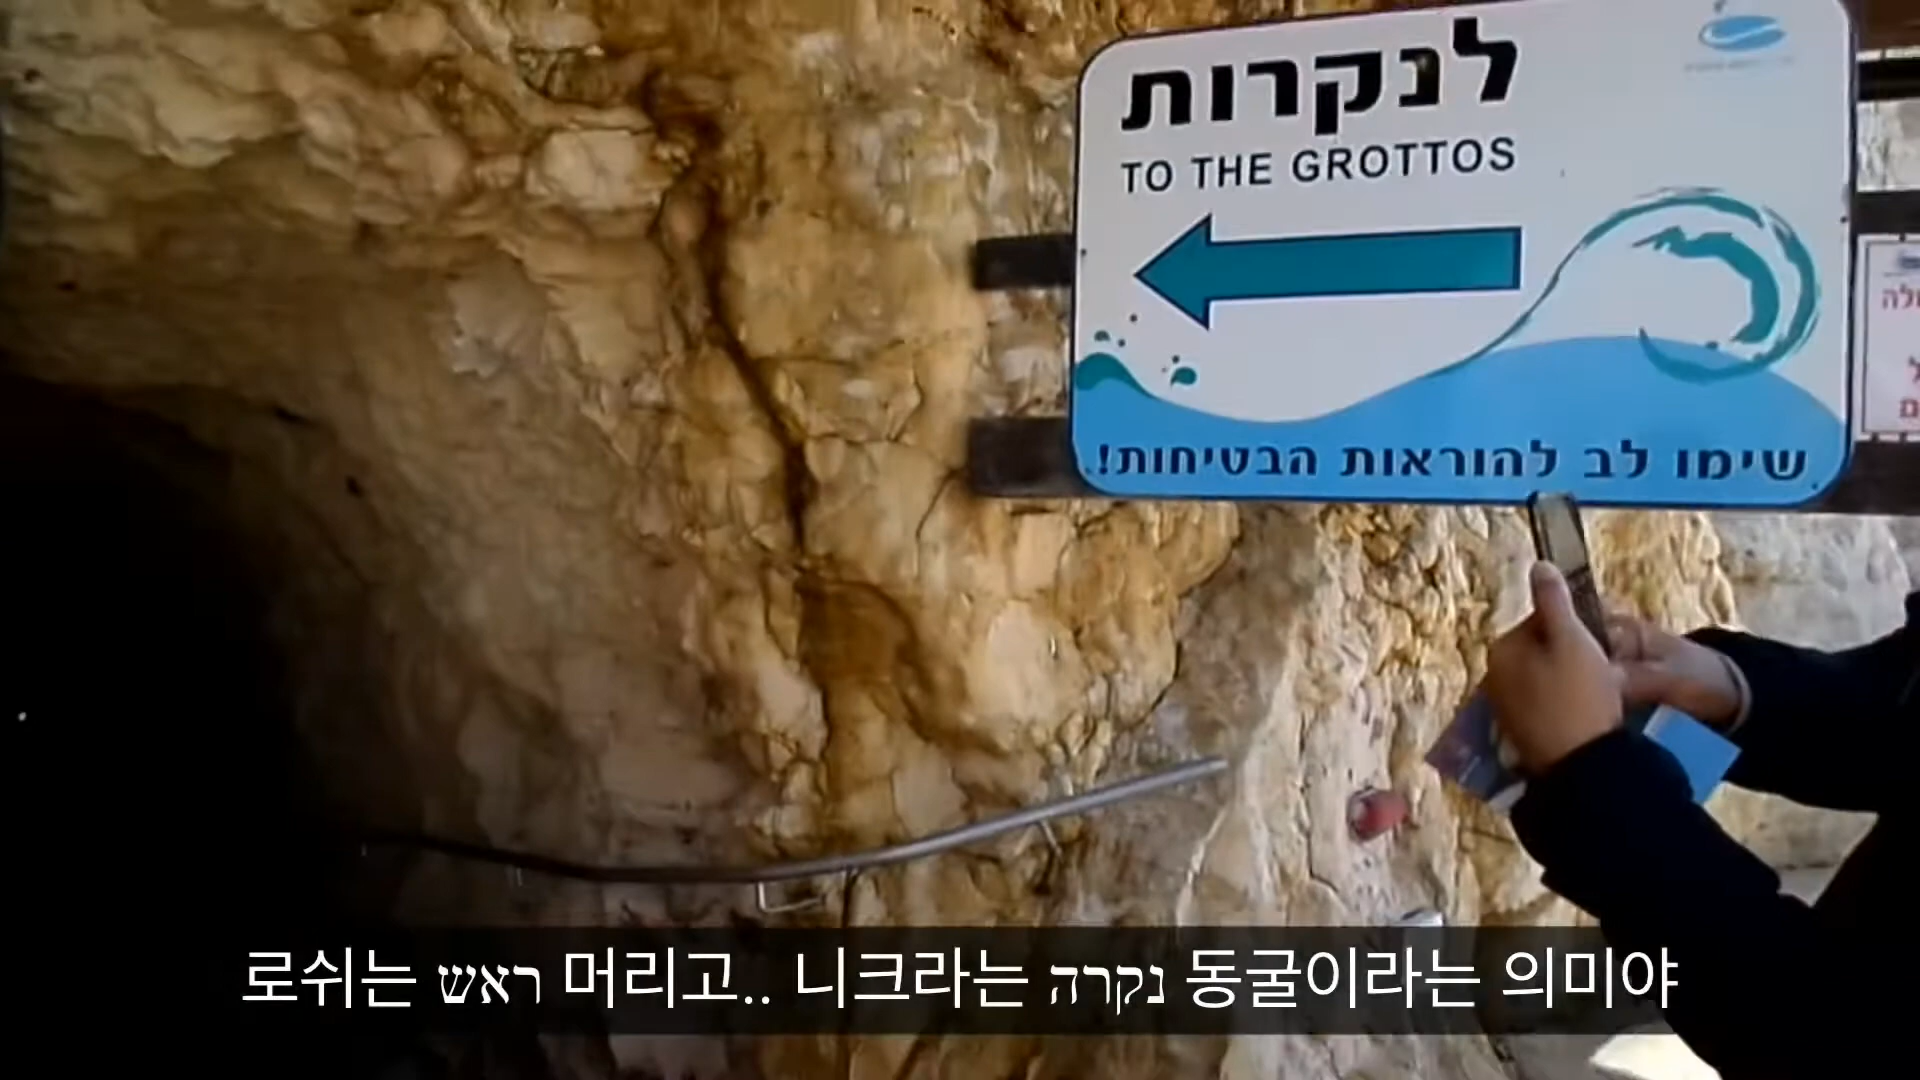 לנקרות
TO THE GROTTOS
שימו לב להוראות הבטיחות!
로쉬는 ראש 머리고.. 니크라는 נקרה 동굴이라는 의미야